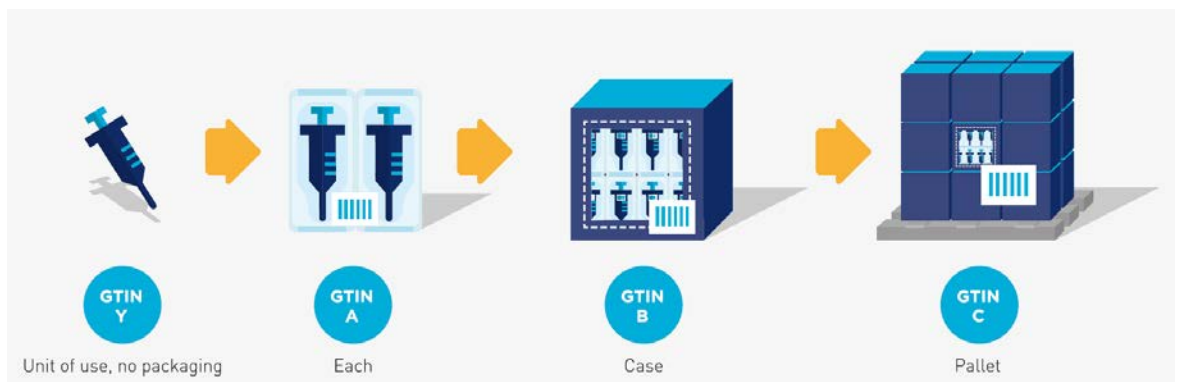 GTIN
Y
GTIN
A
GTIN
B
GTIN
C
Unit of use, no packaging
Each
Case
Pallet